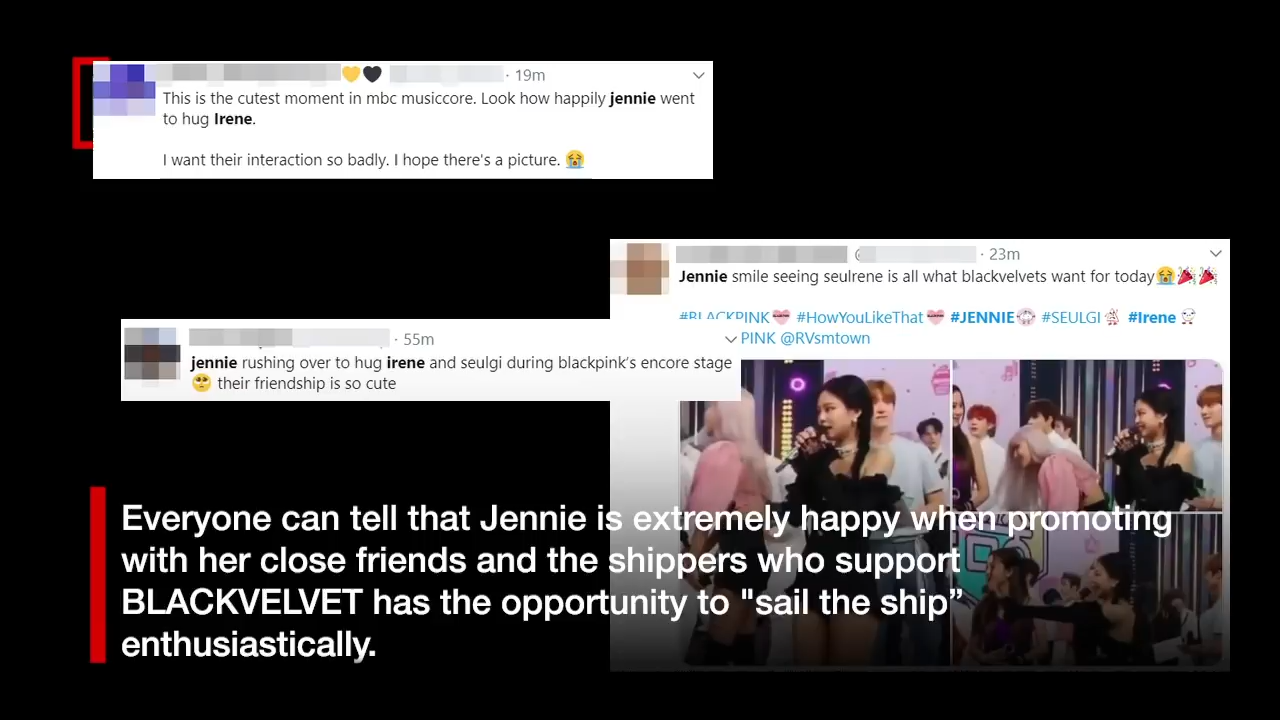 · 19m
This is the cutest moment in mbc musiccore. Look how happily jennie went
to hug Irene.
I want their interaction so badly. I hope there's a picture. 😭
· 23m
Jennie smile seeing seulrene is all what blackvelvets want for today😭🎉🎉
#BLACKPINK #HowYouLikeThat #JENNIE #SEULGI #Irene
PINK @RVsmtown
· 55m
jennie rushing over to hug irene and seulgi during blackpink's encore stage
🥺 their friendship is so cute
Everyone can tell that Jennie is extremely happy when promoting
with her close friends and the shippers who support
BLACKVELVET has the opportunity to "sail the ship”
enthusiastically.